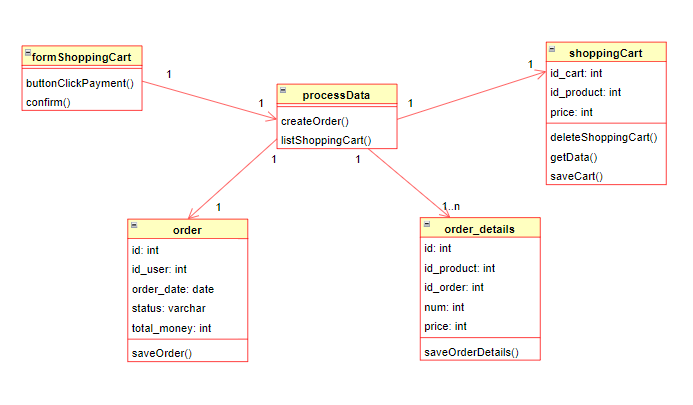 formShoppingCart
buttonClickPayment()
confirm()
1
1
processData
createOrder()
listShoppingCart()
1
1
shoppingCart
id_cart: int
id_product: int
price: int
deleteShoppingCart()
getData()
saveCart()
1
1
order
id: int
id_user: int
order_date: date
status: varchar
total_money: int
saveOrder()
1
1..n
order_details
id: int
id_product: int
id_order: int
num: int
price: int
saveOrderDetails()